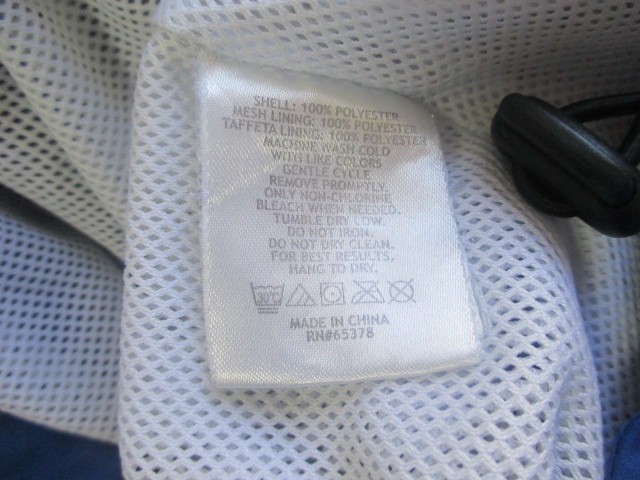 SHELL: 100% POLYESTER
MESH LINING: 100% POLYESTER
TAFFETA LINING: 100% POLYESTER
MACHINE WASH COLD
WITH LIKE COLORS
GENTLE CYCLE
REMOVE PROMPTLY.
ONLY NON-CHLORINE
BLEACH WHEN NEEDED.
TUMBLE DRY LOW.
DO NOT IRON.
DO NOT DRY CLEAN.
FOR BEST RESULTS,
HANG TO DRY.
30°C
MADE IN CHINA
RN#65378